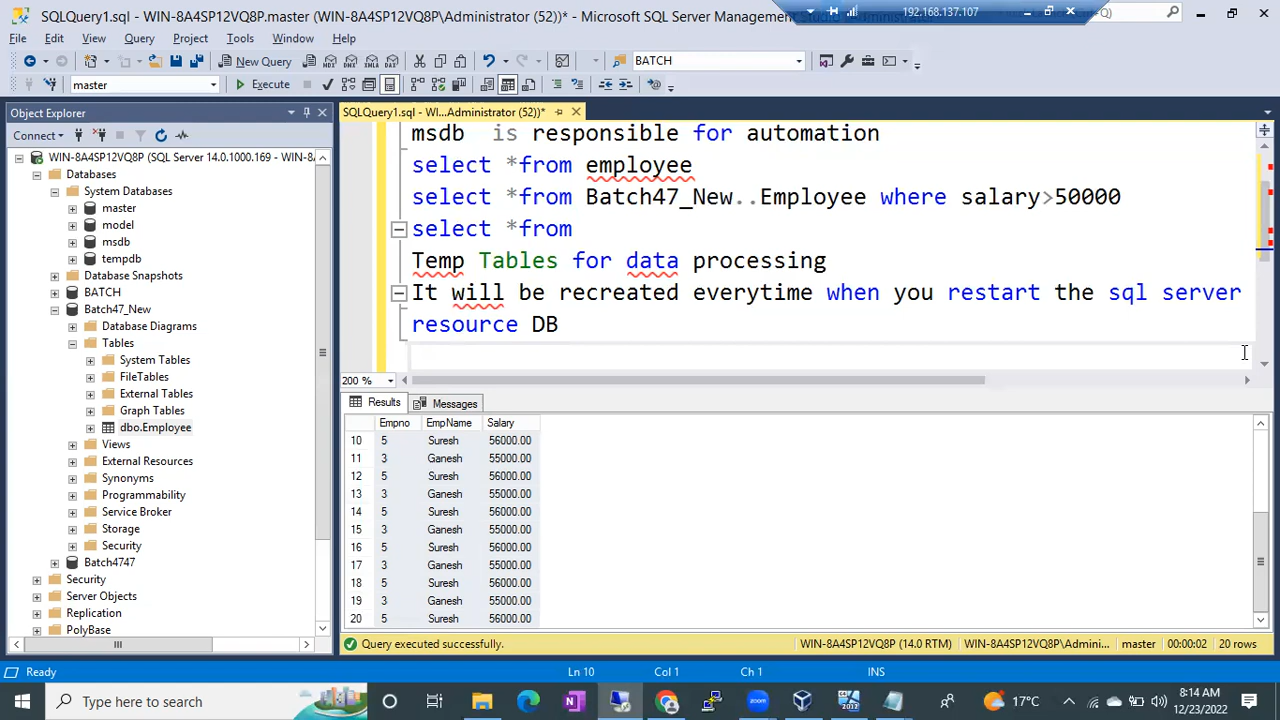 SQLQuery1.sql - WIN-8A4SP12VQ8P.master (WIN-8A4SP12VQ8P\Administrator (52))* - Microsoft SQL Server Management
192.168.137.107
File Edit View Query Project Tools Window Help
New Query
BATCH
master
Execute
Object Explorer
SQLQuery1.sql - WI...Administrator (52))*
Connect
WIN-8A4SP12VQ8P (SQL Server 14.0.1000.169 - WIN-8
Databases
System Databases
master
model
msdb
tempdb
Database Snapshots
BATCH
Batch47_New
Database Diagrams
Tables
System Tables
FileTables
External Tables
Graph Tables
dbo.Employee
Views
External Resources
Synonyms
Programmability
Service Broker
Storage
Security
Batch4747
Security
Server Objects
Replication
PolyBase
msdb is responsible for automation
select *from employee
select *from Batch47_New..Employee where salary>50000
select *from
Temp Tables for data processing
It will be recreated everytime when you restart the sql server
resource DB
200 %
Results Messages
Empno EmpName Salary
10 5 Suresh 56000.00
11 3 Ganesh 55000.00
12 5 Suresh 56000.00
13 3 Ganesh 55000.00
14 5 Suresh 56000.00
15 3 Ganesh 55000.00
16 5 Suresh 56000.00
17 3 Ganesh 55000.00
18 5 Suresh 56000.00
19 3 Ganesh 55000.00
20 5 Suresh 56000.00
Query executed successfully.
WIN-8A4SP12VQ8P (14.0 RTM) WIN-8A4SP12VQ8P\Admini... master 00:00:02 20 rows
Ready
Ln 10 Col 1 Ch 1 INS
Type here to search
17°C
8:14 AM
12/23/2022